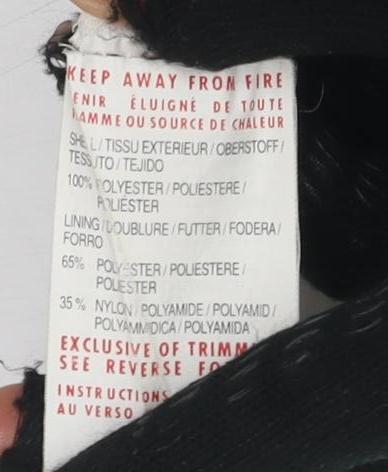 KEEP AWAY FROM FIRE
ENIR ÉLUIGNÉ DE TOUTE
AMME OU SOURCE DE CHALEUR
SHELL / TISSU EXTERIEUR / OBERSTOFF /
TESSUTO / TEJIDO
100% POLYESTER / POLIESTERE /
POLIÈSTER
LINING / DOUBLURE / FUTTER / FODERA /
FORRO
65% POLYESTER / POLIESTERE /
POLIESTER
35% NYLON / POLYAMIDE / POLYAMID /
POLYAMMIDICA / POLYAMIDA
EXCLUSIVE OF TRIMM
SEE REVERSE FO
INSTRUCTIONS
AU VERSO